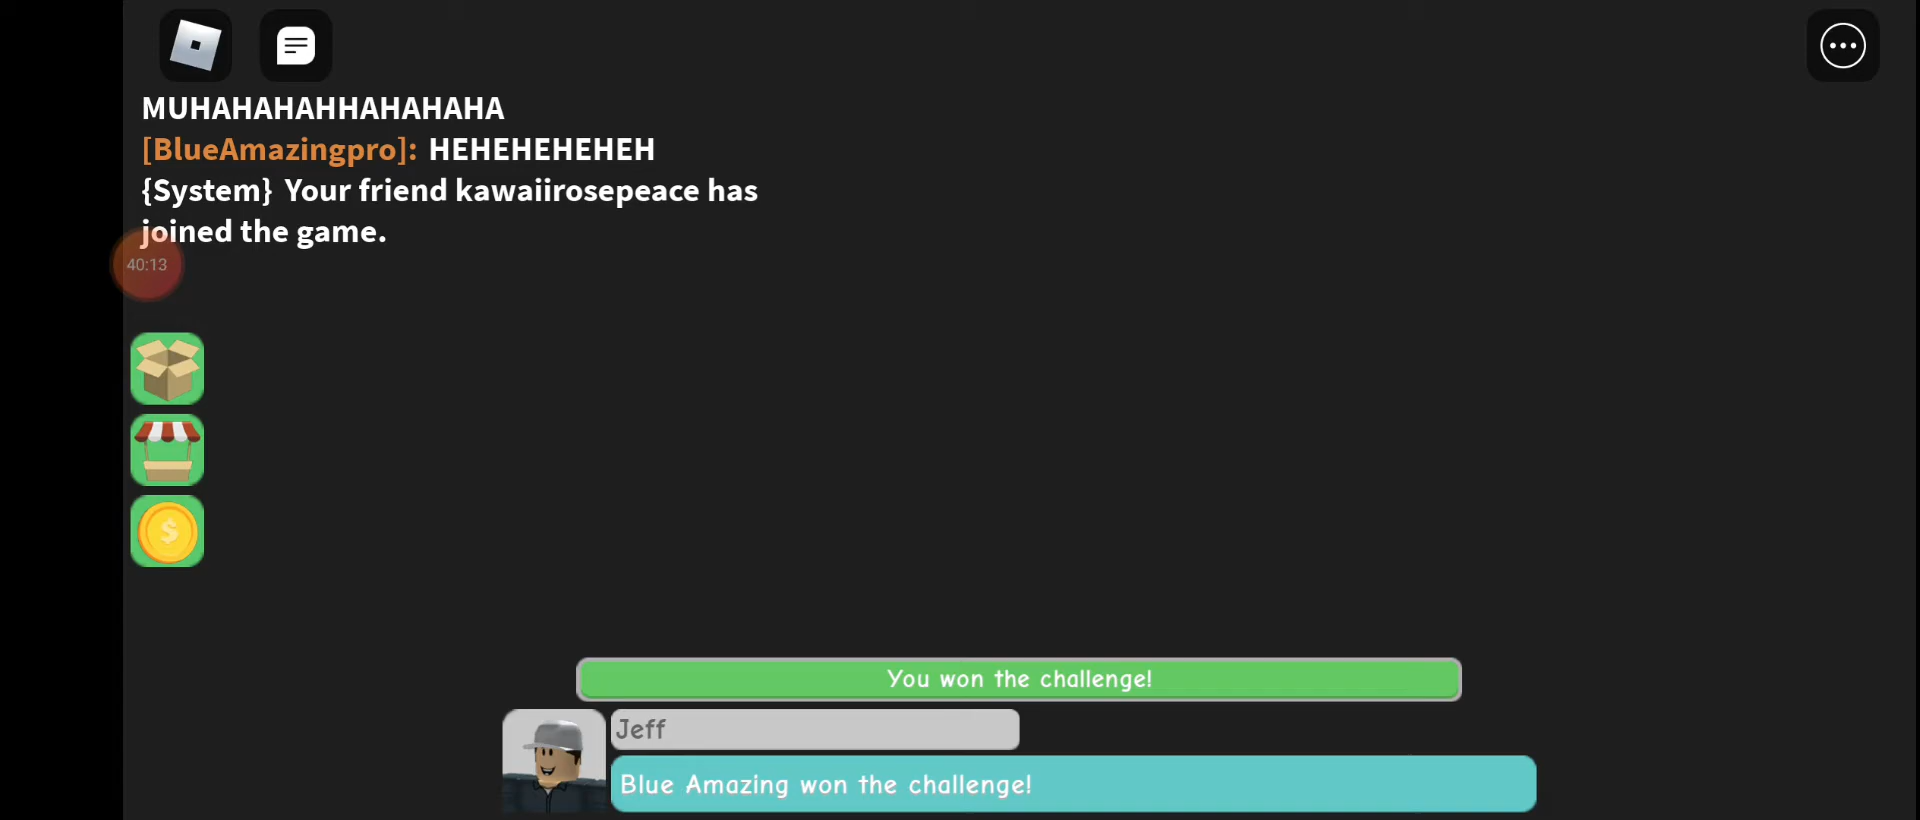 MUHAHAHAHHAHAHAHA
[BlueAmazingpro]: HEHEHEHEHEH
{System} Your friend kawaiirosepeace has
joined the game.
40:13
$
You won the challenge!
Jeff
Blue Amazing won the challenge!